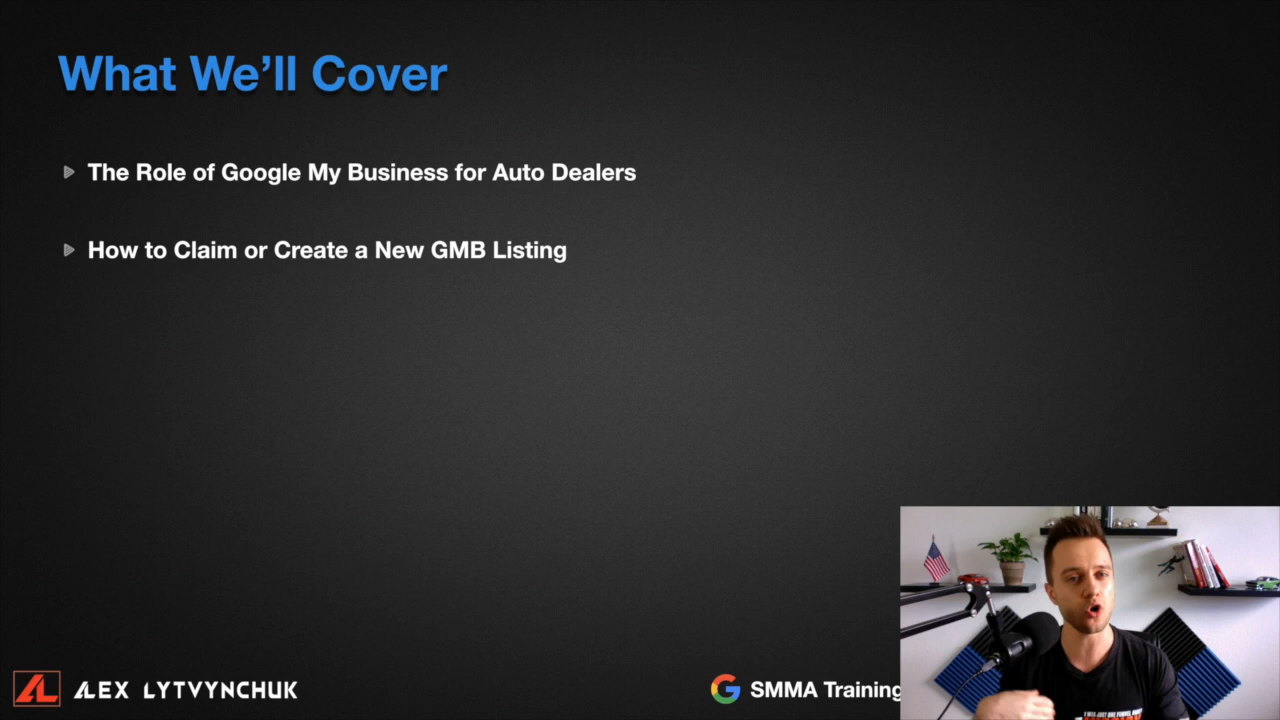 What We'll Cover
The Role of Google My Business for Auto Dealers
How to Claim or Create a New GMB Listing
ALEX LYTVYNCHUK
SMMA Training